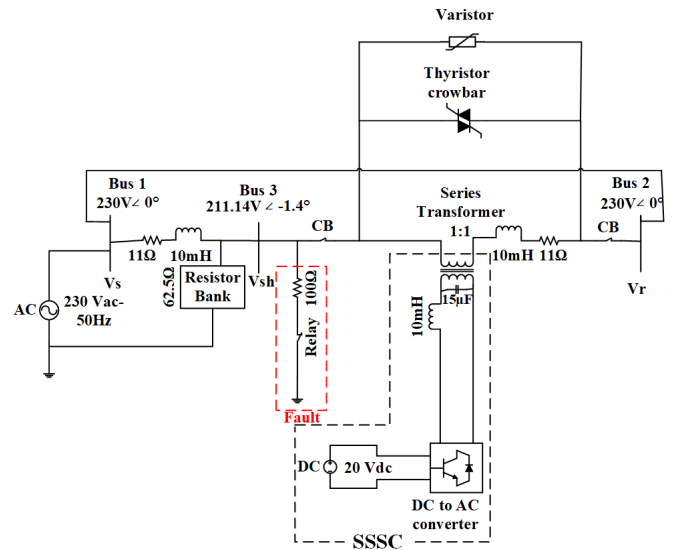 Varistor
Thyristor
crowbar
Bus 1
230V∠ 0°
Bus 3
211.14V ∠ -1.4°
Series
Transformer
1:1
Bus 2
230V∠ 0°
CB
CB
11Ω
10mH
10mH
11Ω
Vs
Vsh
Vr
62.5Ω
Resistor
Bank
100Ω
Relay
Fault
AC
230 Vac-
50Hz
15μF
10mH
DC
20 Vdc
DC to AC
converter
SSSC